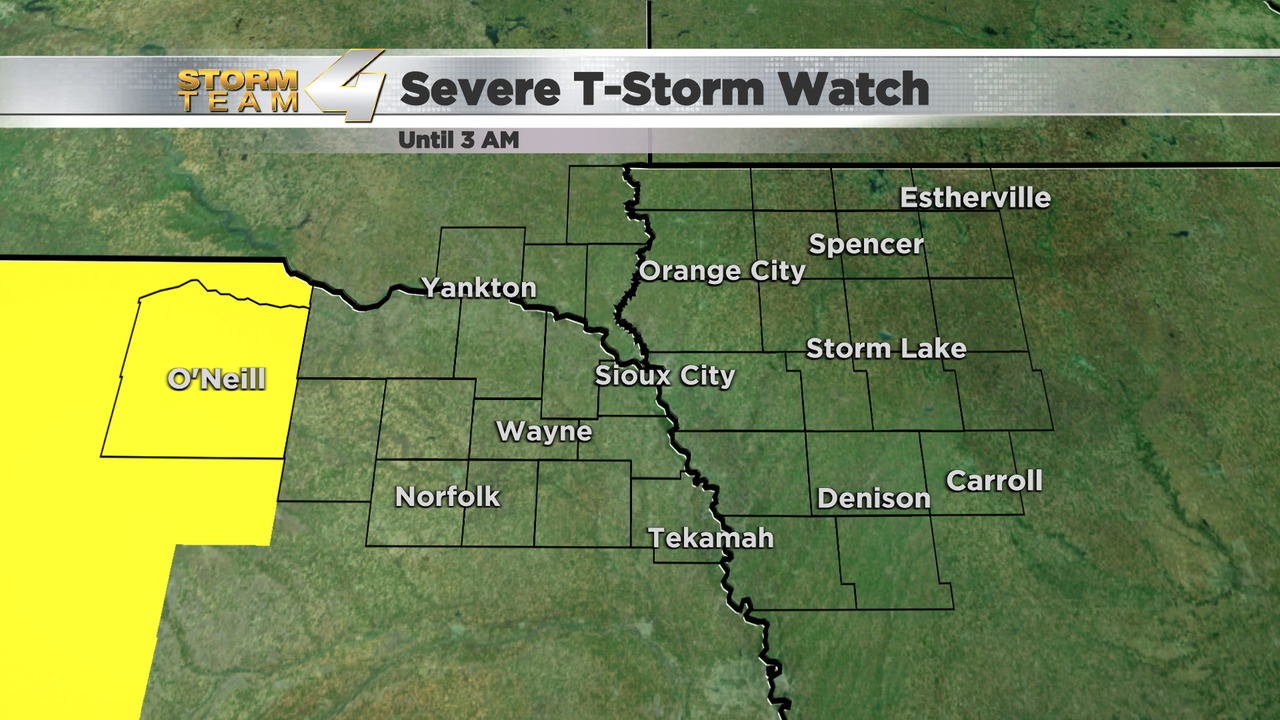 STORM
TEAM 4
Severe T-Storm Watch
Until 3 AM
Estherville
Spencer
Orange City
Yankton
Storm Lake
O'Neill
Sioux City
Wayne
Carroll
Norfolk
Denison
Tekamah